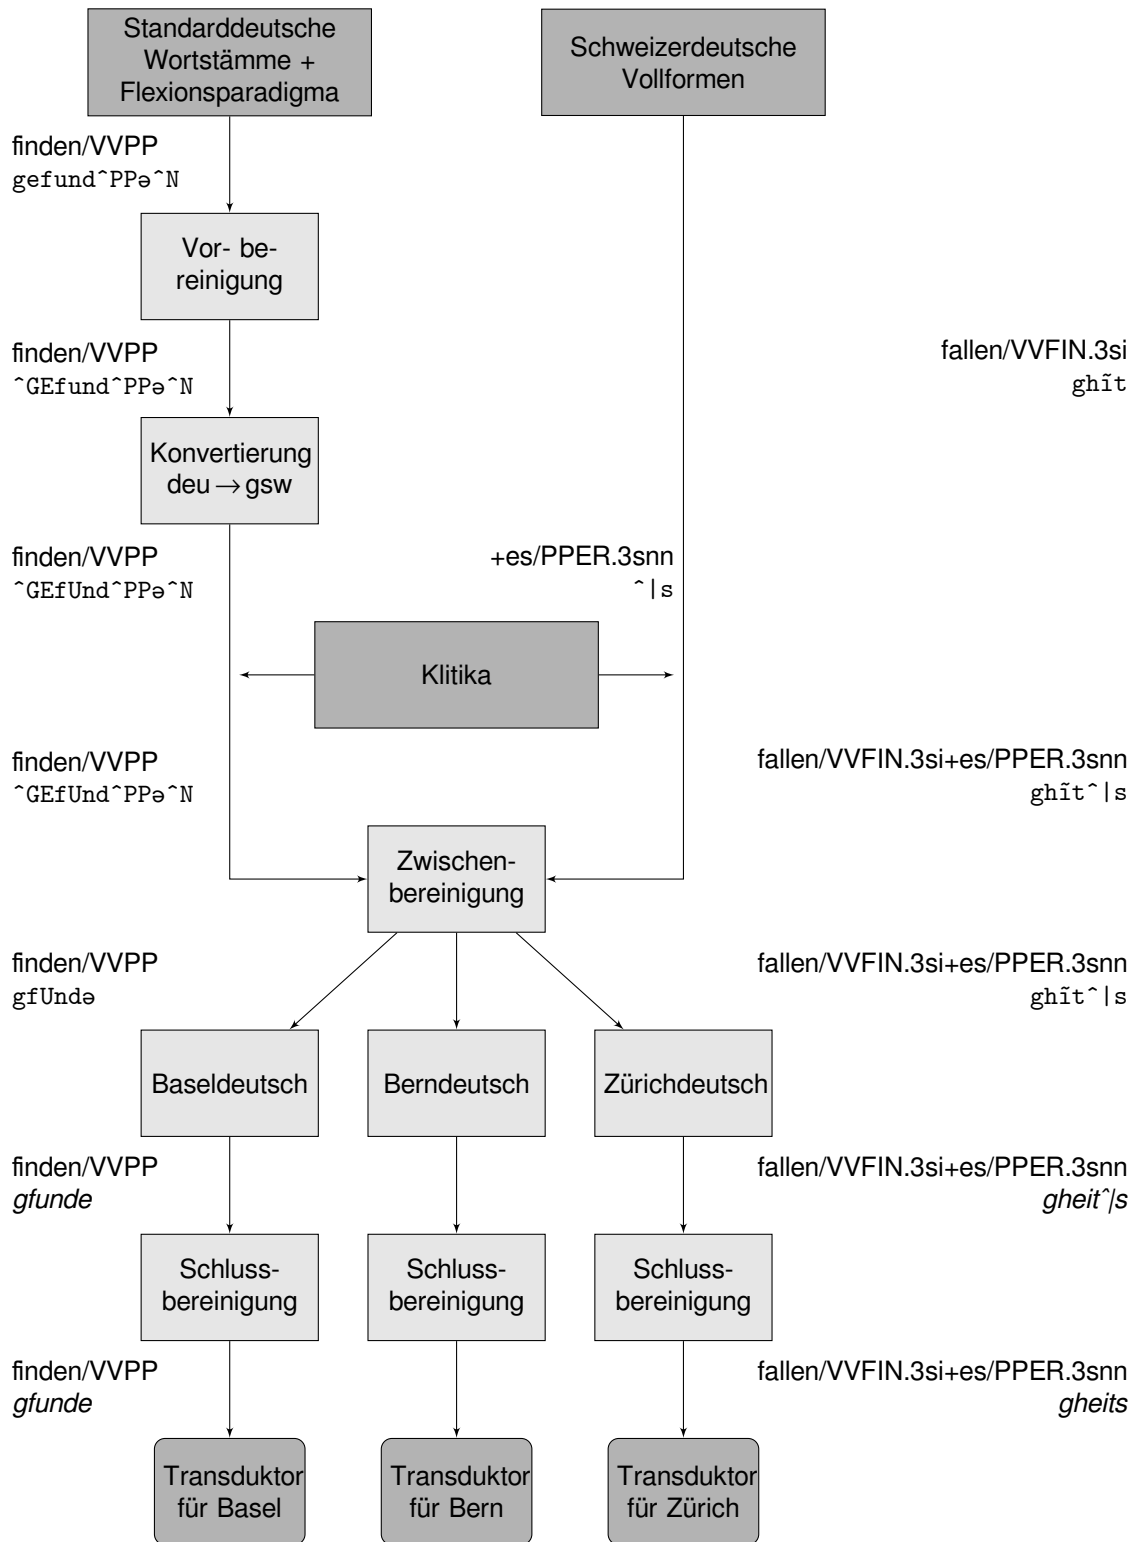 Standarddeutsche
Wortstämme +
Flexionsparadigma
Schweizerdeutsche
Vollformen
finden/VVPP
gefund^PPə^N
Vor- be-
reinigung
finden/VVPP
^GEfund^PPə^N
fallen/VVFIN.3si
ghĩt
Konvertierung
deu → gsw
finden/VVPP
^GEfUnd^PPə^N
+es/PPER.3snn
^|s
Klitika
finden/VVPP
^GEfUnd^PPə^N
fallen/VVFIN.3si+es/PPER.3snn
ghĩt^|s
Zwischen-
bereinigung
finden/VVPP
gfUndə
fallen/VVFIN.3si+es/PPER.3snn
ghĩt^|s
Baseldeutsch
Berndeutsch
Zürichdeutsch
finden/VVPP
gfunde
fallen/VVFIN.3si+es/PPER.3snn
gheit^|s
Schluss-
bereinigung
Schluss-
bereinigung
Schluss-
bereinigung
finden/VVPP
gfunde
fallen/VVFIN.3si+es/PPER.3snn
gheits
Transduktor
für Basel
Transduktor
für Bern
Transduktor
für Zürich